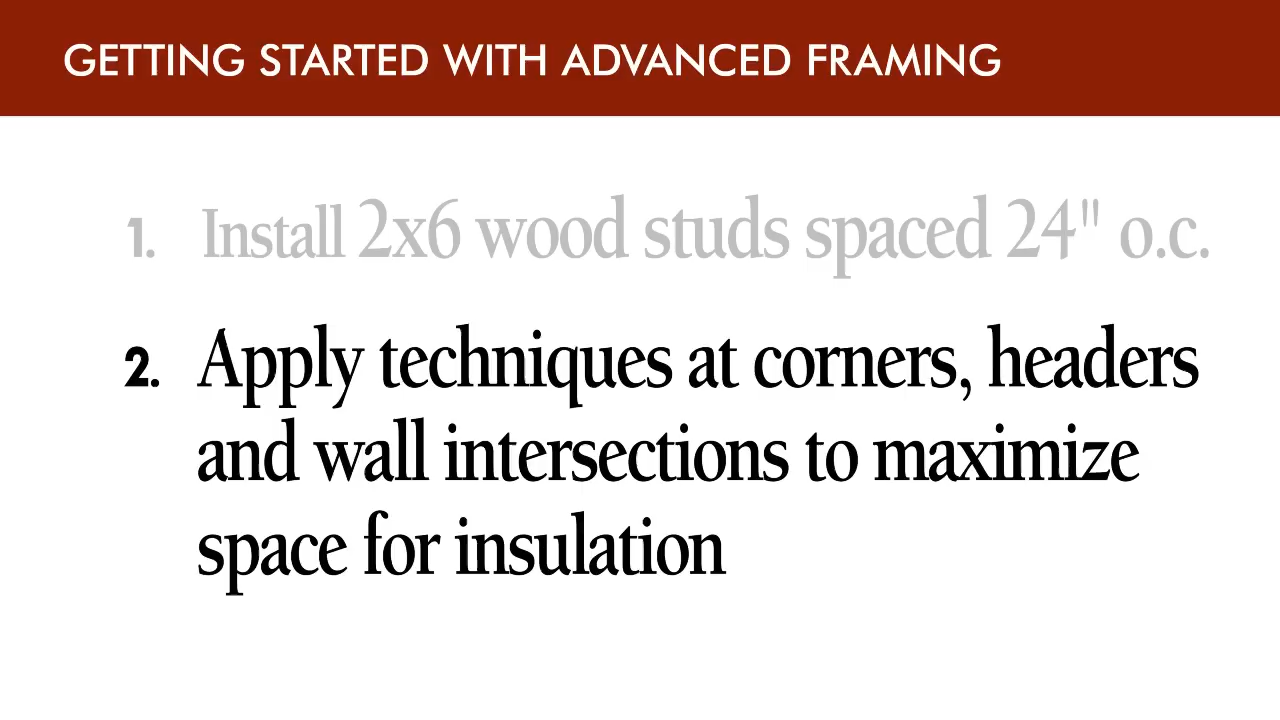 GETTING STARTED WITH ADVANCED FRAMING
1. Install 2x6 wood studs spaced 24" o.c.
2. Apply techniques at corners, headers
and wall intersections to maximize
space for insulation